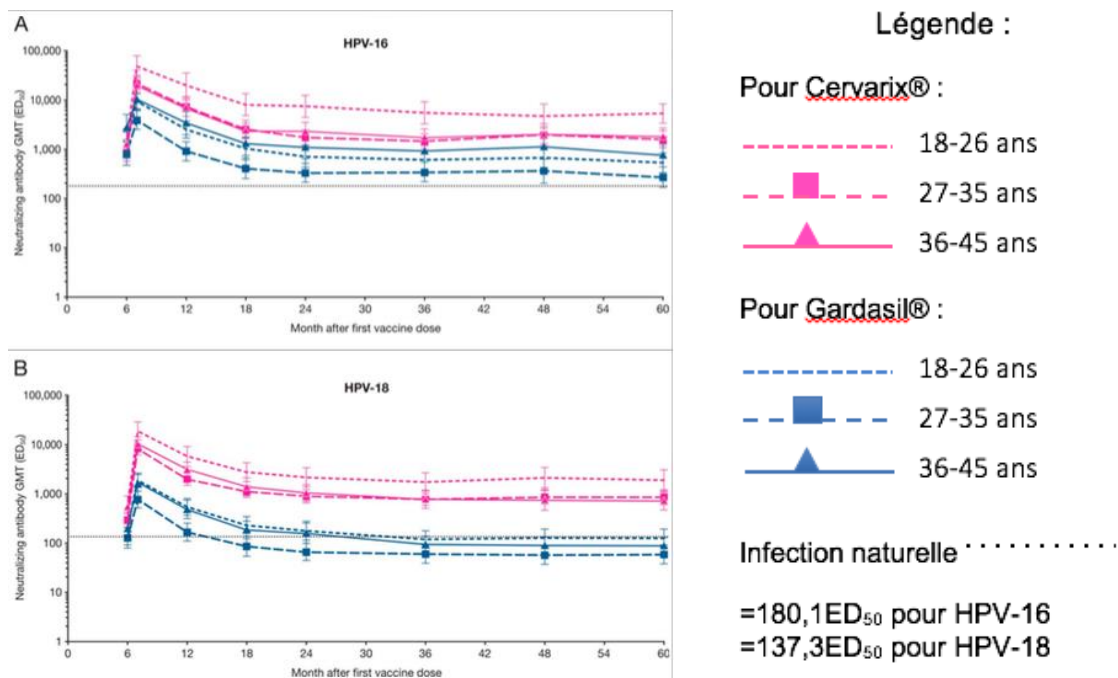 A
HPV-16
Neutralizing antibody GMT (ED50)
100,000
10,000
1,000
100
10
1
0 6 12 18 24 30 36 42 48 54 60
Month after first vaccine dose
B
HPV-18
Neutralizing antibody GMT (ED50)
100,000
10,000
1,000
100
10
1
0 6 12 18 24 30 36 42 48 54 60
Month after first vaccine dose
Légende :
Pour Cervarix® :
18-26 ans
27-35 ans
36-45 ans
Pour Gardasil® :
18-26 ans
27-35 ans
36-45 ans
Infection naturelle
=180,1ED50 pour HPV-16
=137,3ED50 pour HPV-18